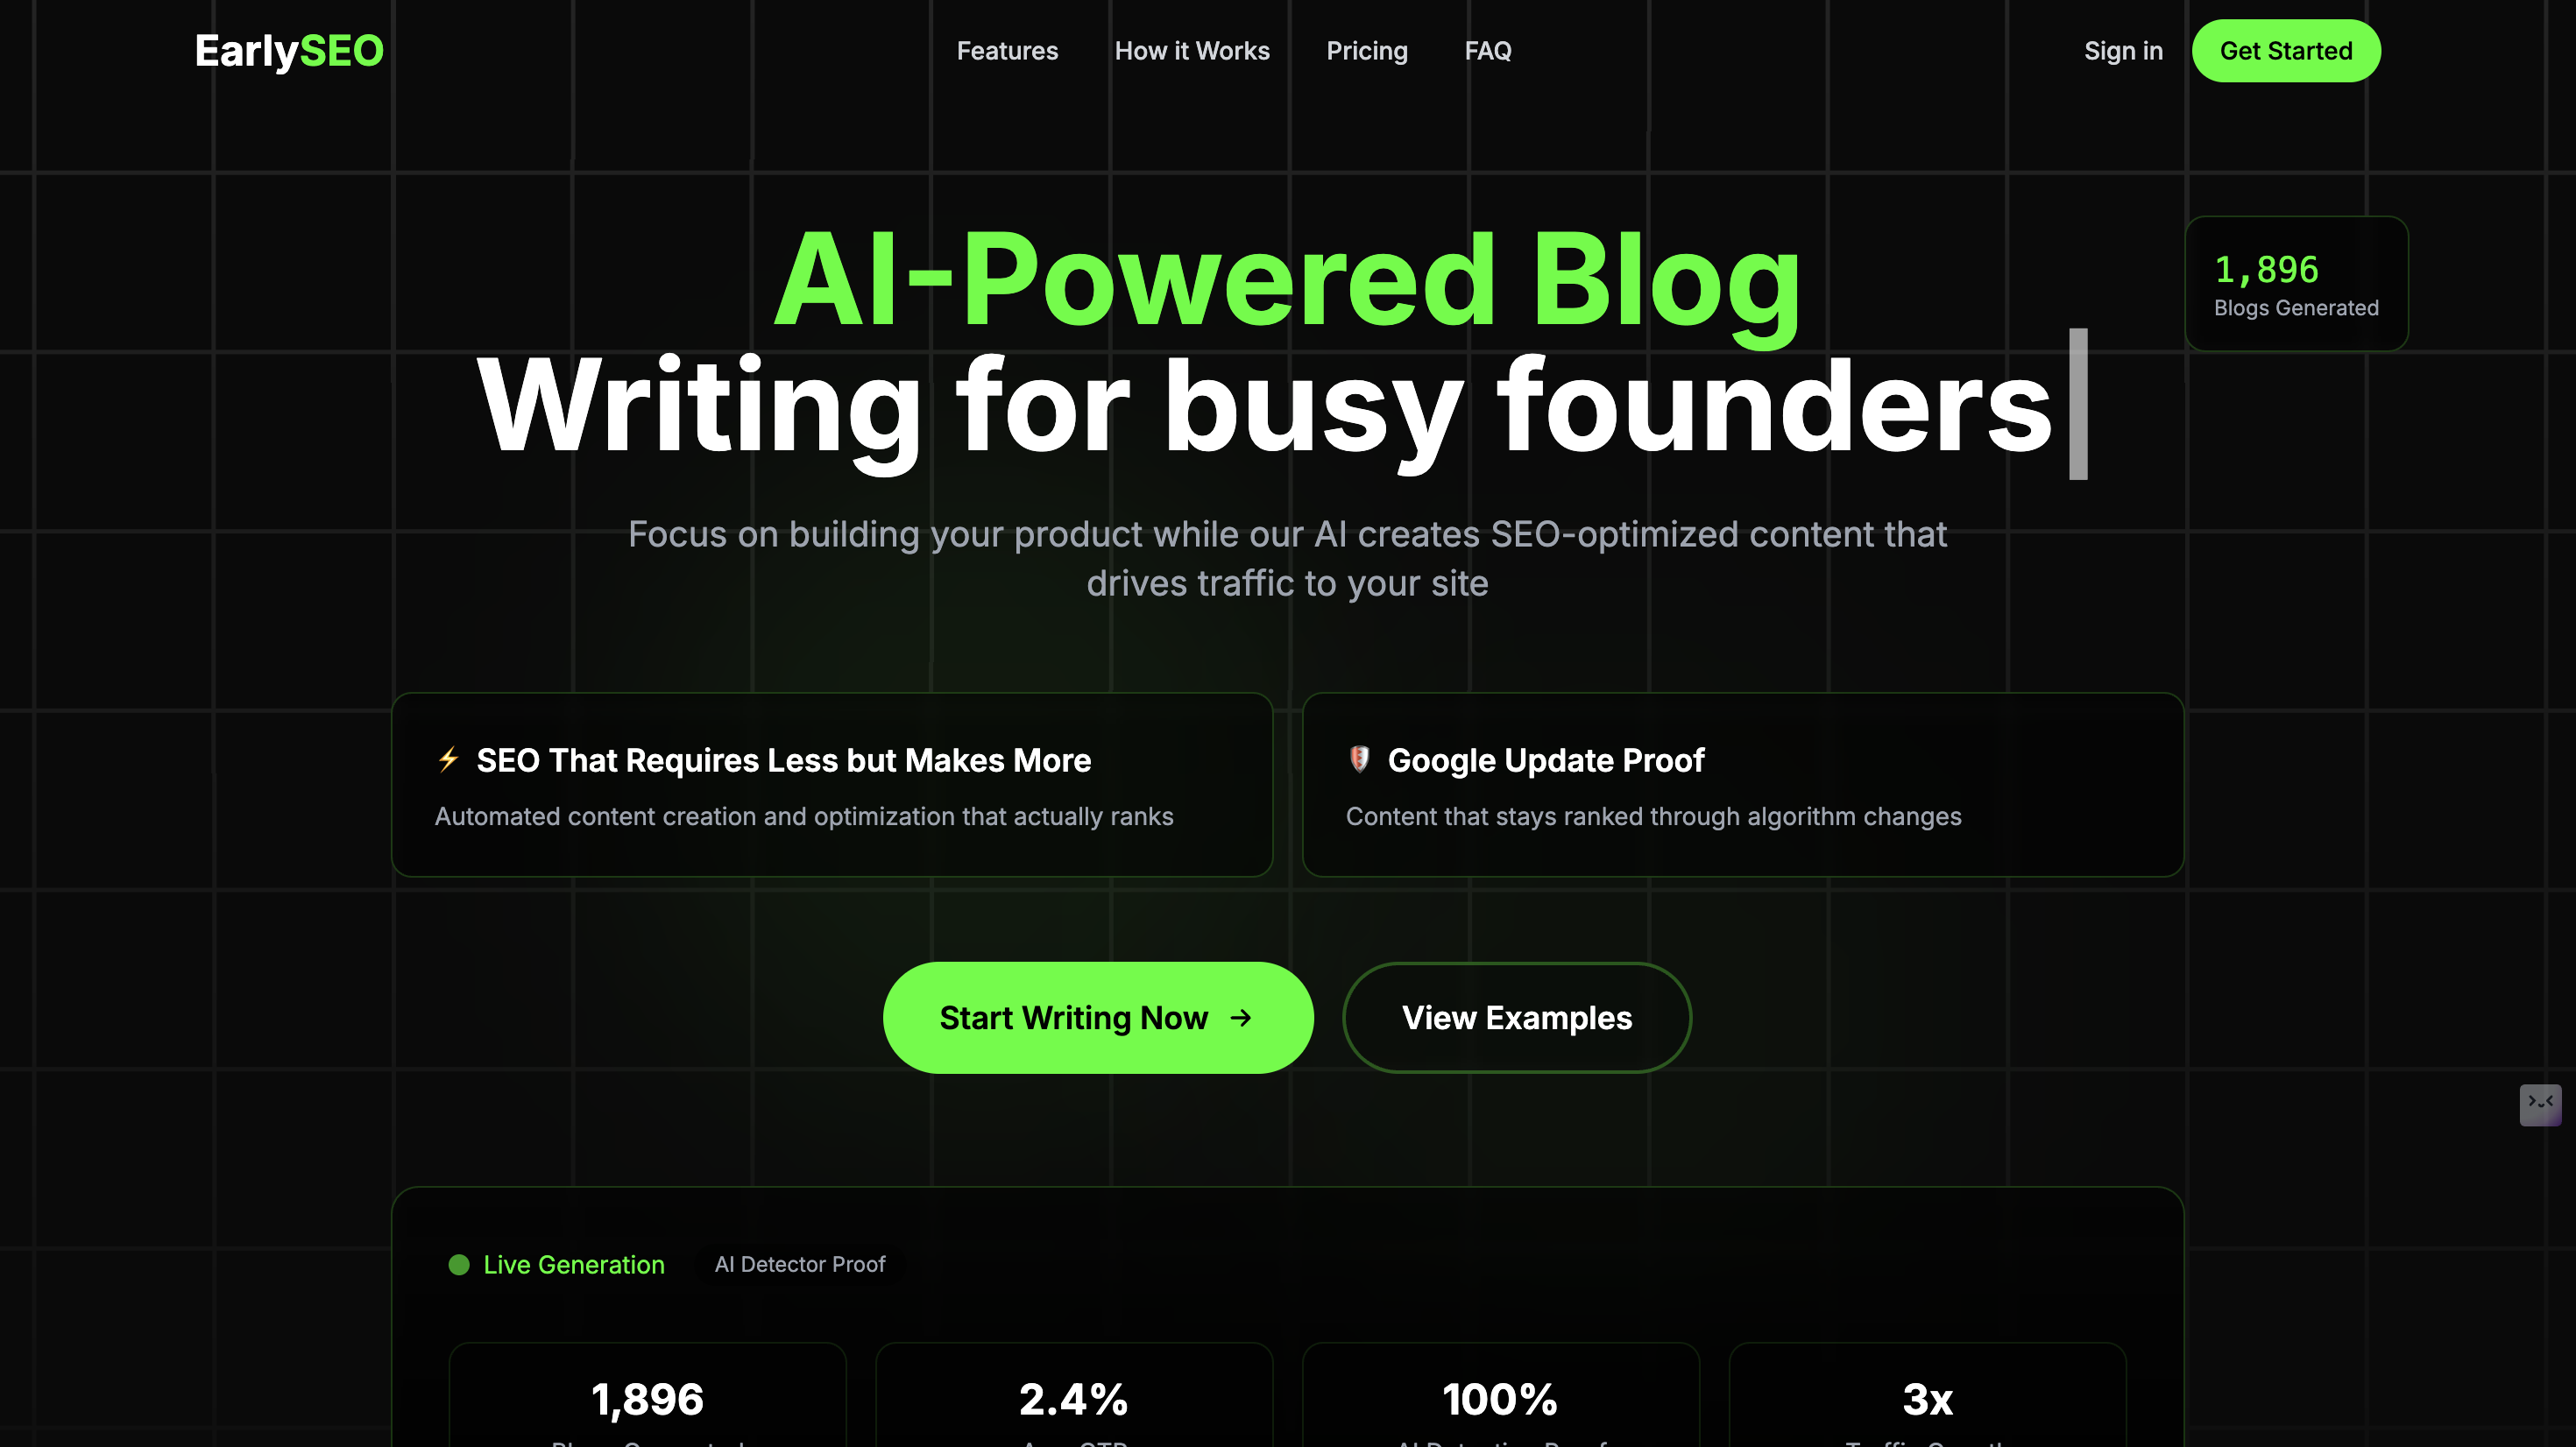 EarlySEO
Features
How it Works
Pricing
FAQ
Sign in
Get Started
AI-Powered Blog
Writing for busy founders
1,896
Blogs Generated
Focus on building your product while our AI creates SEO-optimized content that
drives traffic to your site
SEO That Requires Less but Makes More
Automated content creation and optimization that actually ranks
Google Update Proof
Content that stays ranked through algorithm changes
Start Writing Now →
View Examples
Live Generation
AI Detector Proof
1,896
2.4%
100%
3x